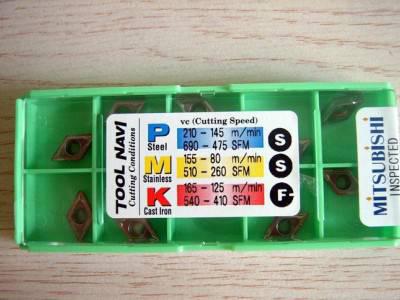 TOOL NAVI
Cutting Conditions
vc (Cutting Speed)
P
Steel
210 - 145 m/min
690 - 475 SFM
S
M
Stainless
155 - 80 m/min
510 - 260 SFM
S
K
Cast Iron
165 - 125 m/min
540 - 410 SFM
F
MITSUBISHI
INSPECTED